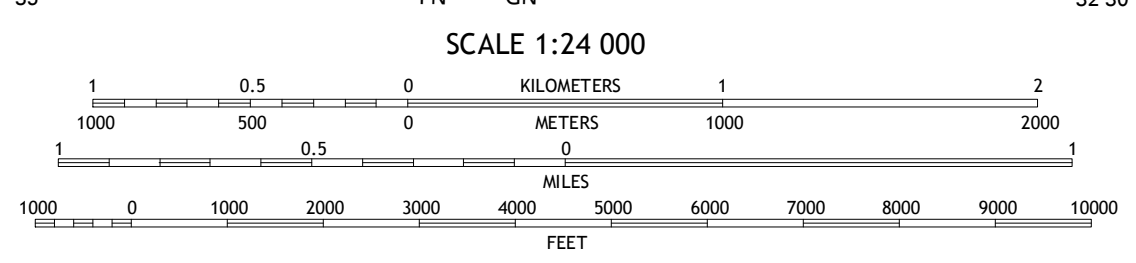 SCALE 1:24 000
1 0.5 0 KILOMETERS 1 2
1000 500 0 METERS 1000 2000
1 0.5 0 1
MILES
1000 0 1000 2000 3000 4000 5000 6000 7000 8000 9000 10000
FEET